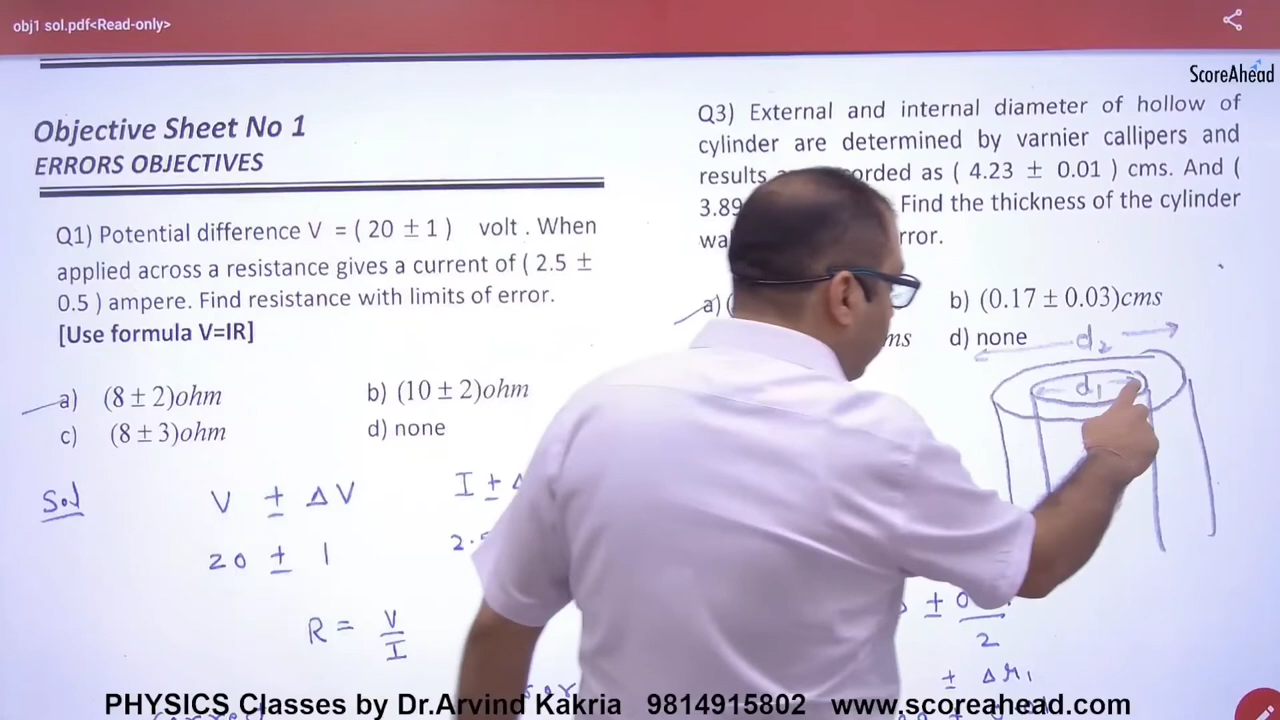 obj1 sol.pdf<Read-only>
ScoreAhead
Objective Sheet No 1
ERRORS OBJECTIVES
Q1) Potential difference V = ( 20 ± 1 ) volt . When
applied across a resistance gives a current of ( 2.5 ±
0.5 ) ampere. Find resistance with limits of error.
[Use formula V=IR]
a) (8 ± 2)ohm
b) (10 ± 2)ohm
c) (8 ± 3)ohm
d) none
Sol
V ± ΔV
I ±
20 ± 1
R = V/I
Q3) External and internal diameter of hollow of
cylinder are determined by varnier callipers and
results orded as ( 4.23 ± 0.01 ) cms. And (
3.89 Find the thickness of the cylinder
a)
b) (0.17 ± 0.03)cms
d) none
d₂
d₁
±
2
± Δr₁
PHYSICS Classes by Dr.Arvind Kakria 9814915802 www.scoreahead.com